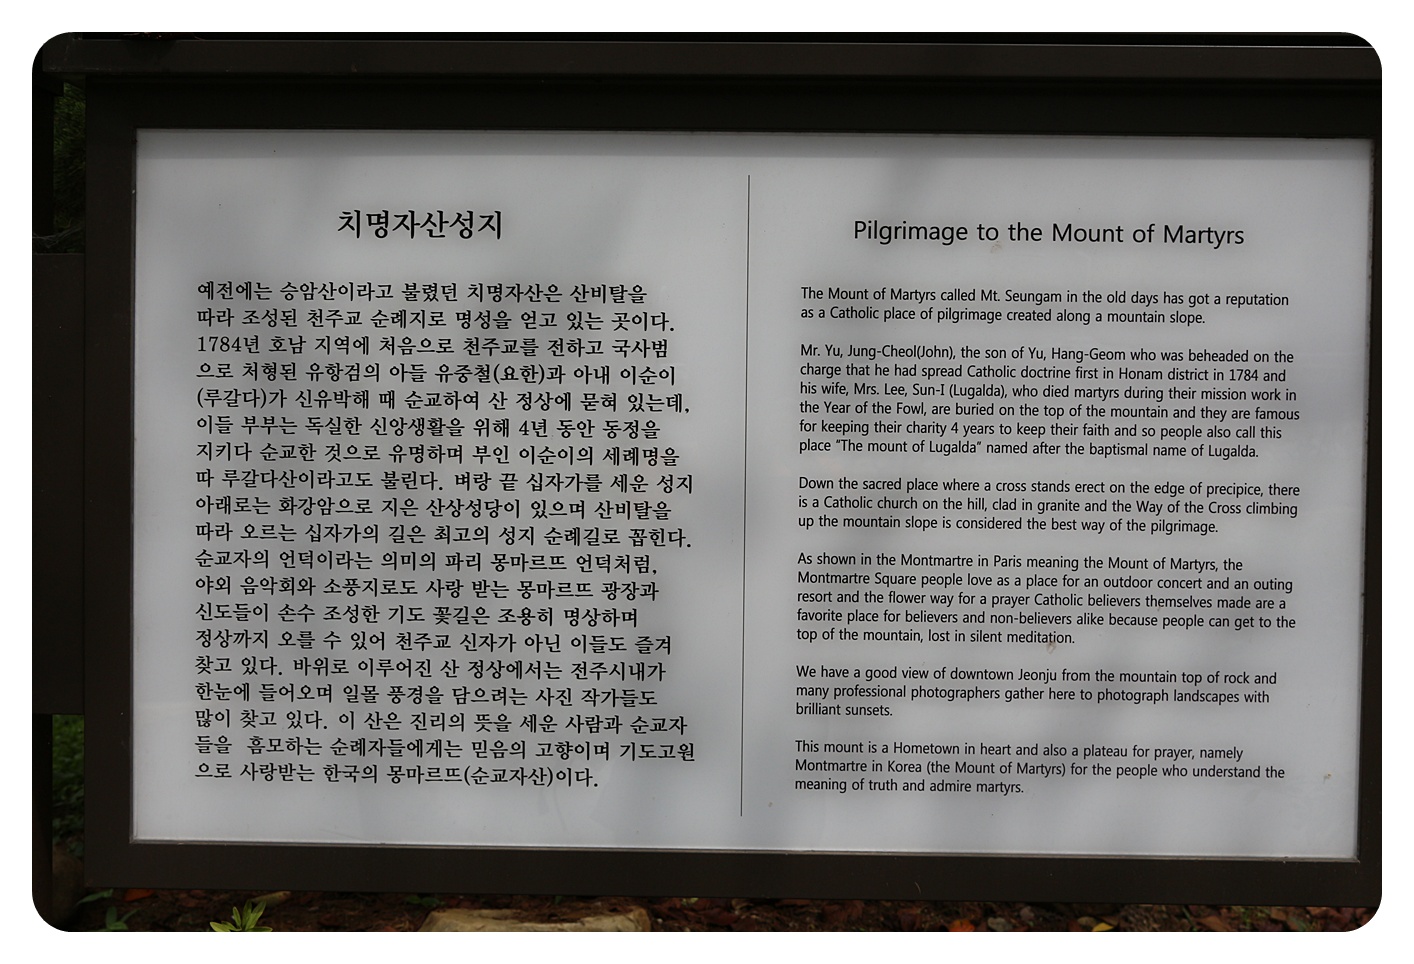 치명자산성지
예전에는 승암산이라고 불렸던 치명자산은 산비탈을
따라 조성된 천주교 순례지로 명성을 얻고 있는 곳이다.
1784년 호남 지역에 처음으로 천주교를 전하고 국사범
으로 처형된 유항검의 아들 유중철(요한)과 아내 이순이
(루갈다)가 신유박해 때 순교하여 산 정상에 묻혀 있는데,
이들 부부는 독실한 신앙생활을 위해 4년 동안 동정을
지키다 순교한 것으로 유명하며 부인 이순이의 세례명을
따 루갈다산이라고도 불린다. 벼랑 끝 십자가를 세운 성지
아래로는 화강암으로 지은 산상성당이 있으며 산비탈을
따라 오르는 십자가의 길은 최고의 성지 순례길로 꼽힌다.
순교자의 언덕이라는 의미의 파리 몽마르뜨 언덕처럼,
야외 음악회와 소풍지로도 사랑 받는 몽마르뜨 광장과
신도들이 손수 조성한 기도 꽃길은 조용히 명상하며
정상까지 오를 수 있어 천주교 신자가 아닌 이들도 즐겨
찾고 있다. 바위로 이루어진 산 정상에서는 전주시내가
한눈에 들어오며 일몰 풍경을 담으려는 사진 작가들도
많이 찾고 있다. 이 산은 진리의 뜻을 세운 사람과 순교자
들을 흠모하는 순례자들에게는 믿음의 고향이며 기도고원
으로 사랑받는 한국의 몽마르뜨(순교자산)이다.
Pilgrimage to the Mount of Martyrs
The Mount of Martyrs called Mt. Seungam in the old days has got a reputation
as a Catholic place of pilgrimage created along a mountain slope.
Mr. Yu, Jung-Cheol(John), the son of Yu, Hang-Geom who was beheaded on the
charge that he had spread Catholic doctrine first in Honam district in 1784 and
his wife, Mrs. Lee, Sun-I (Lugalda), who died martyrs during their mission work in
the Year of the Fowl, are buried on the top of the mountain and they are famous
for keeping their charity 4 years to keep their faith and so people also call this
place "The mount of Lugalda" named after the baptismal name of Lugalda.
Down the sacred place where a cross stands erect on the edge of precipice, there
is a Catholic church on the hill, clad in granite and the Way of the Cross climbing
up the mountain slope is considered the best way of the pilgrimage.
As shown in the Montmartre in Paris meaning the Mount of Martyrs, the
Montmartre Square people love as a place for an outdoor concert and an outing
resort and the flower way for a prayer Catholic believers themselves made are a
favorite place for believers and non-believers alike because people can get to the
top of the mountain, lost in silent meditation.
We have a good view of downtown Jeonju from the mountain top of rock and
many professional photographers gather here to photograph landscapes with
brilliant sunsets.
This mount is a Hometown in heart and also a plateau for prayer, namely
Montmartre in Korea (the Mount of Martyrs) for the people who understand the
meaning of truth and admire martyrs.